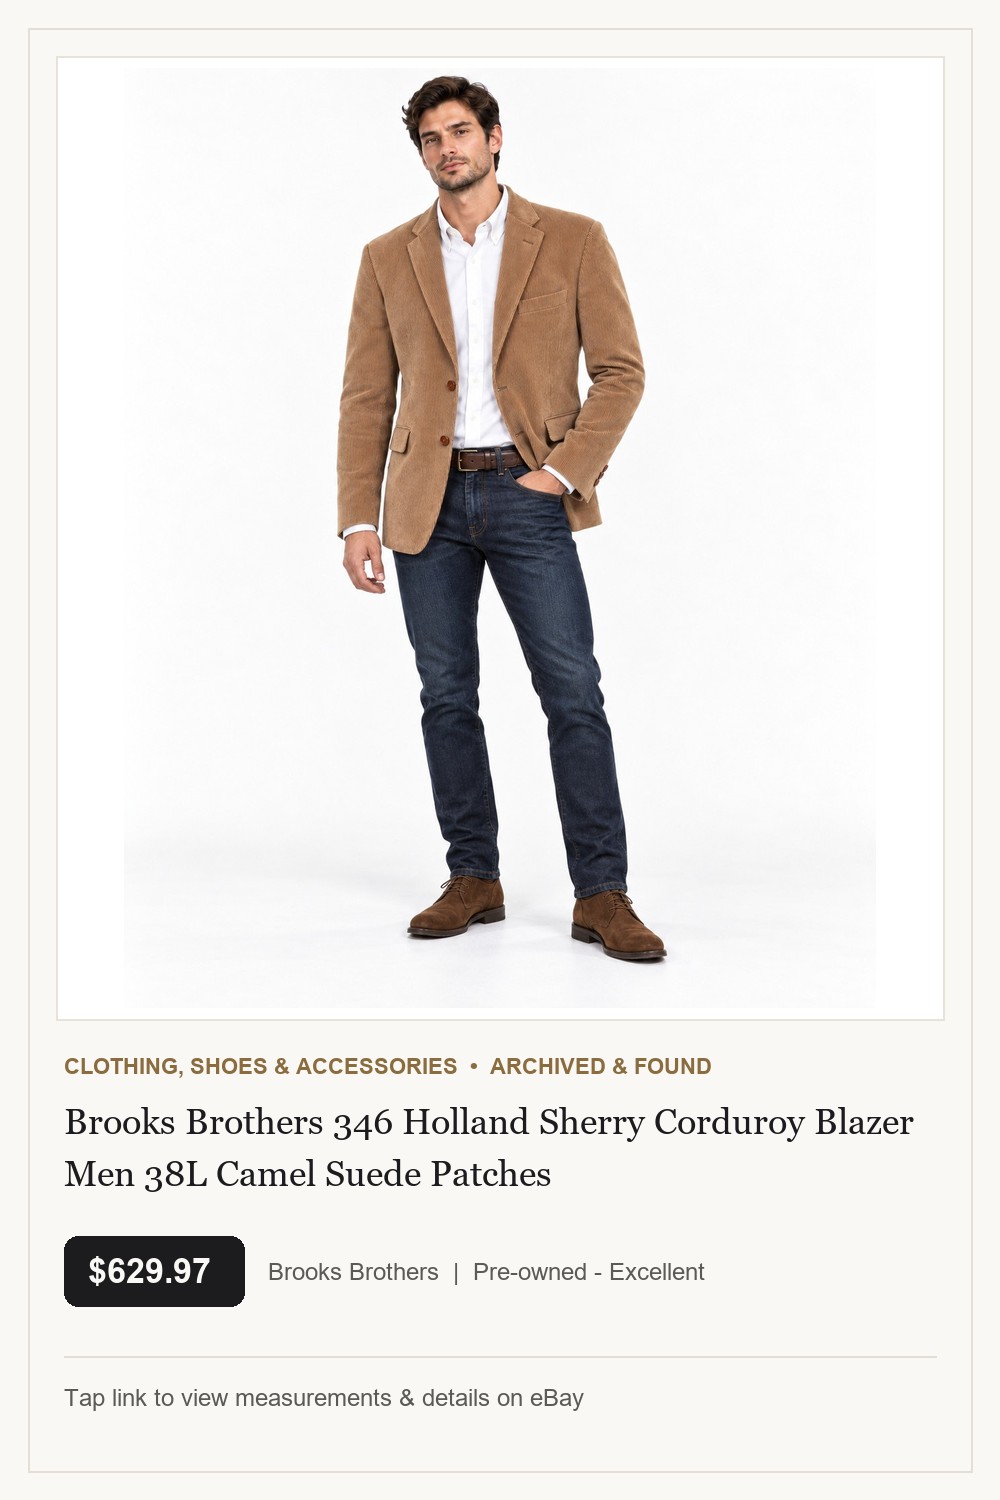 CLOTHING, SHOES & ACCESSORIES • ARCHIVED & FOUND
Brooks Brothers 346 Holland Sherry Corduroy Blazer
Men 38L Camel Suede Patches
$629.97 Brooks Brothers | Pre-owned - Excellent
Tap link to view measurements & details on eBay